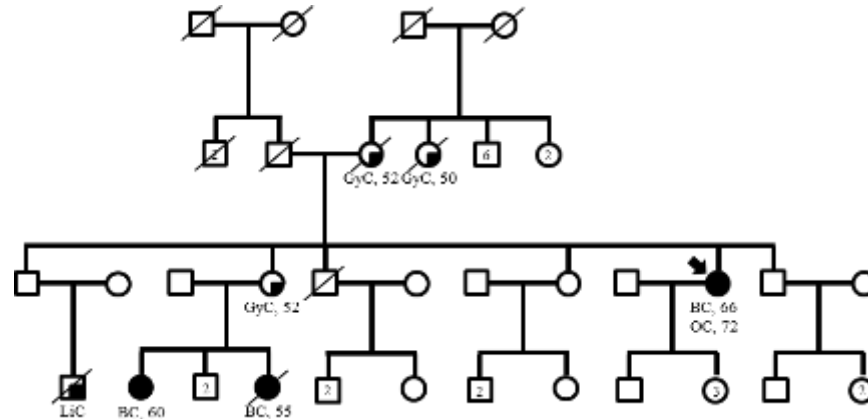 2 6 2
GyC, 52 GyC, 50
GyC, 52 BC, 66
OC, 72
2 2 2 3
LiC BC, 60 BC, 55